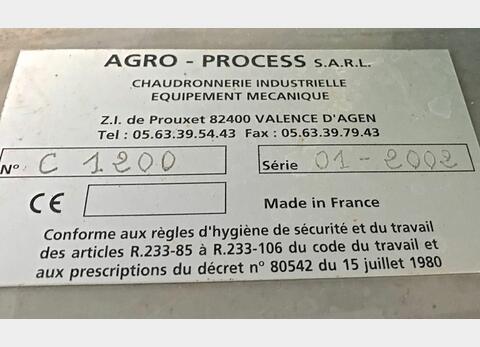 AGRO - PROCESS S.A.R.L.
CHAUDRONNERIE INDUSTRIELLE
EQUIPEMENT MECANIQUE
Z.I. de Prouxet 82400 VALENCE D'AGEN
Tel : 05.63.39.54.43 Fax : 05.63.39.79.43
N° C 1200 Série 01-2002
CE Made in France
Conforme aux règles d'hygiène de sécurité et du travail
des articles R.233-85 à R.233-106 du code du travail et
aux prescriptions du décret n° 80542 du 15 juillet 1980